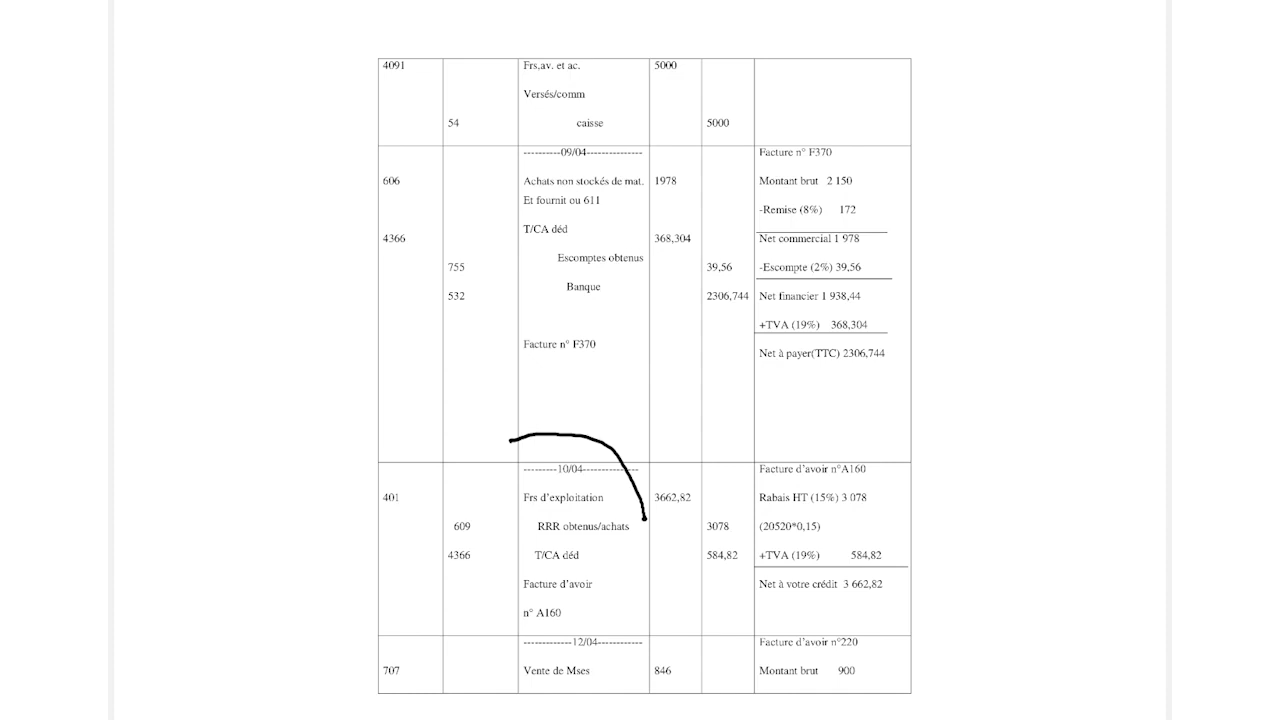 4091 Frs,av. et ac. 5000
Versés/comm
54 caisse 5000
----------09/04--------------- Facture n° F370
606 Achats non stockés de mat. 1978 Montant brut 2 150
Et fournit ou 611
-Remise (8%) 172
T/CA déd
4366 368,304 Net commercial 1 978
Escomptes obtenus
755 39,56 -Escompte (2%) 39,56
Banque
532 2306,744 Net financier 1 938,44
+TVA (19%) 368,304
Facture n° F370
Net à payer(TTC) 2306,744
---------10/04--------------- Facture d'avoir n°A160
401 Frs d'exploitation 3662,82 Rabais HT (15%) 3 078
609 RRR obtenus/achats 3078 (20520*0,15)
4366 T/CA déd 584,82 +TVA (19%) 584,82
Facture d'avoir Net à votre crédit 3 662,82
n° A160
-------------12/04------------ Facture d'avoir n°220
707 Vente de Mses 846 Montant brut 900